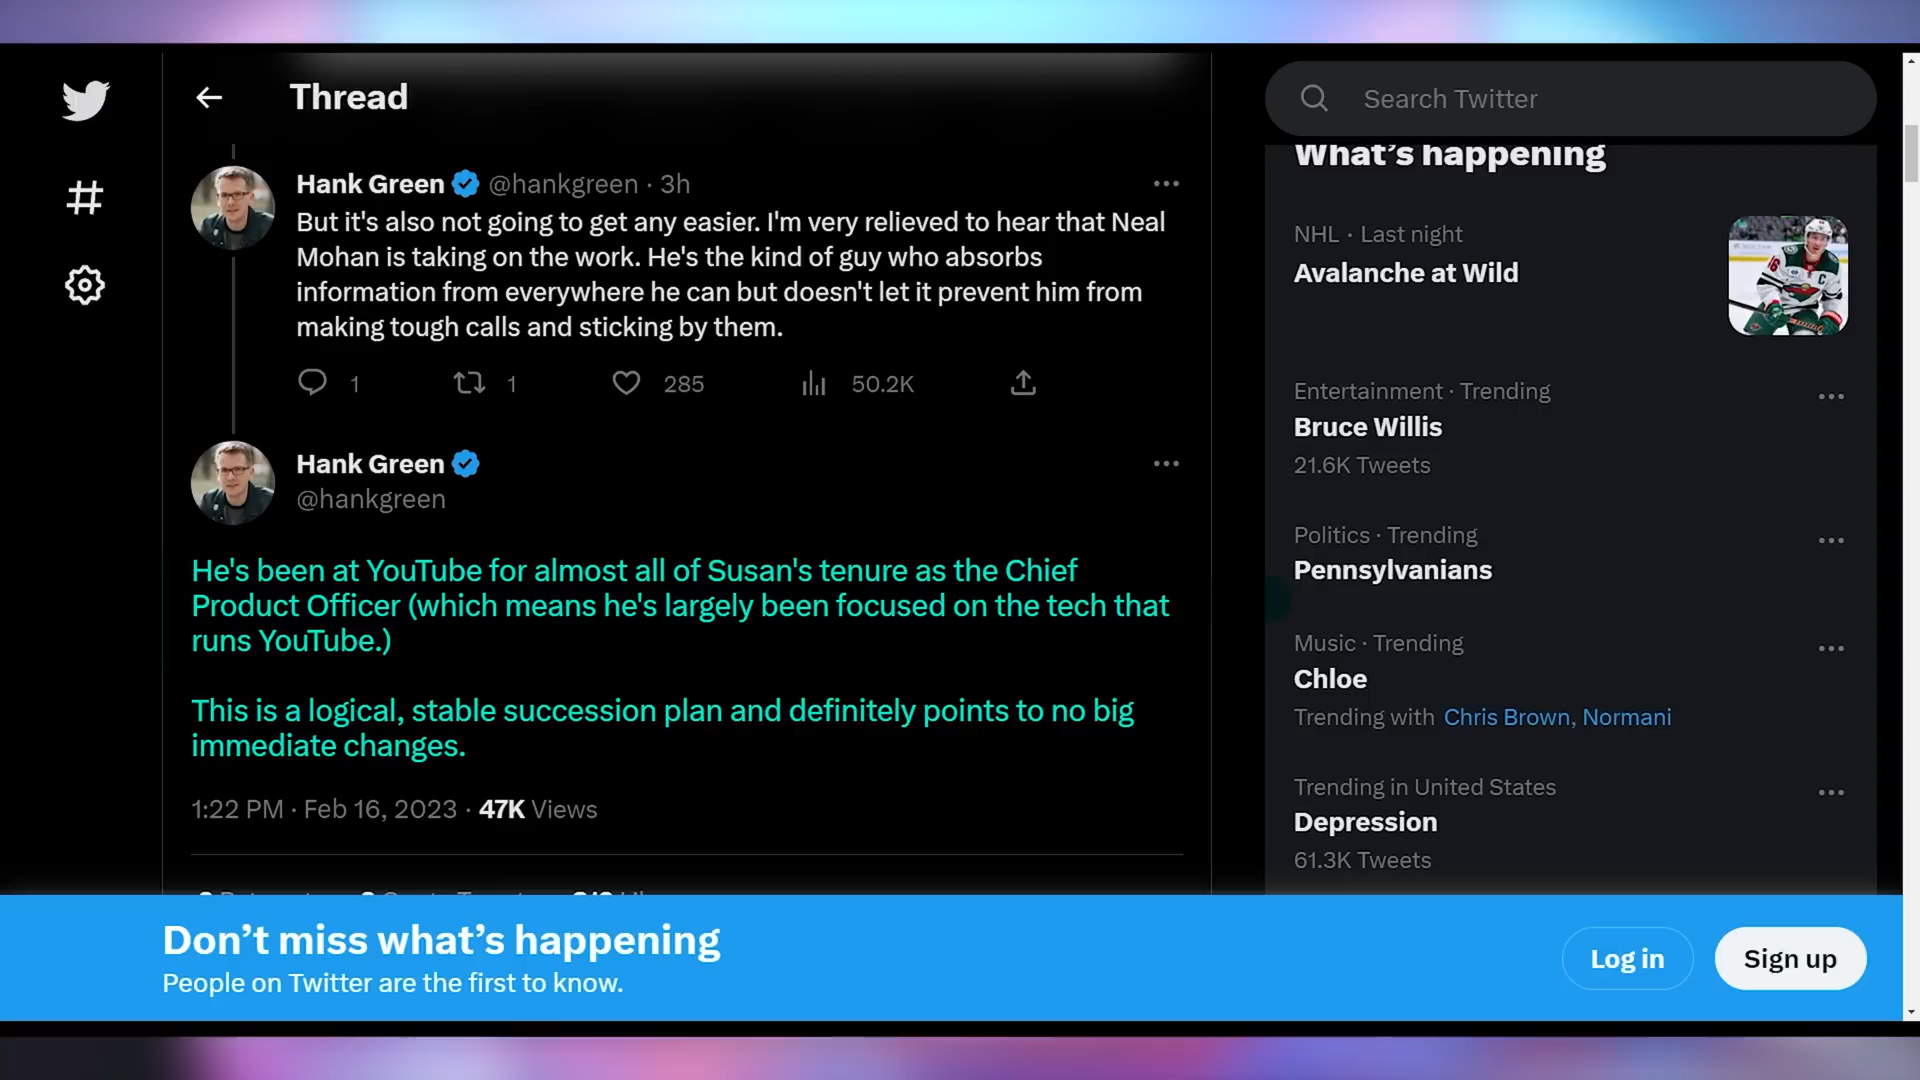 Thread
Hank Green @hankgreen · 3h
But it's also not going to get any easier. I'm very relieved to hear that Neal
Mohan is taking on the work. He's the kind of guy who absorbs
information from everywhere he can but doesn't let it prevent him from
making tough calls and sticking by them.
1 1 285 50.2K
Hank Green
@hankgreen
He's been at YouTube for almost all of Susan's tenure as the Chief
Product Officer (which means he's largely been focused on the tech that
runs YouTube.)
This is a logical, stable succession plan and definitely points to no big
immediate changes.
1:22 PM · Feb 16, 2023 · 47K Views
Search Twitter
What's happening
NHL · Last night
Avalanche at Wild
Entertainment · Trending
Bruce Willis
21.6K Tweets
Politics · Trending
Pennsylvanians
Music · Trending
Chloe
Trending with Chris Brown, Normani
Trending in United States
Depression
61.3K Tweets
Don't miss what's happening
People on Twitter are the first to know.
Log in
Sign up